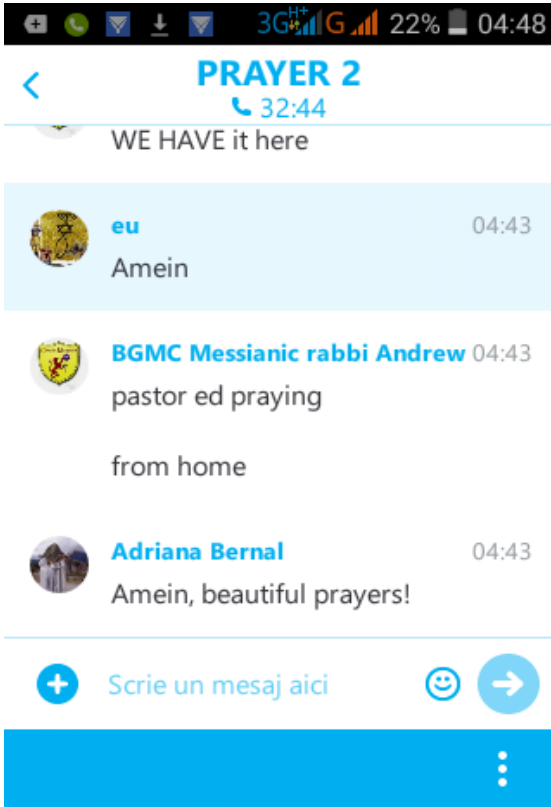 3G H+ G 22% 04:48
PRAYER 2
32:44
WE HAVE it here
eu 04:43
Amein
BGMC Messianic rabbi Andrew 04:43
pastor ed praying
from home
Adriana Bernal 04:43
Amein, beautiful prayers!
Scrie un mesaj aici